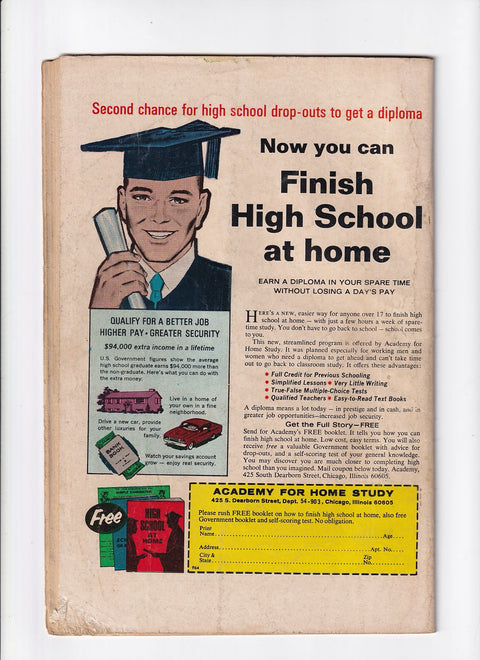 Second chance for high school drop-outs to get a diploma
Now you can
Finish
High School
at home
EARN A DIPLOMA IN YOUR SPARE TIME
WITHOUT LOSING A DAY'S PAY
QUALIFY FOR A BETTER JOB
HIGHER PAY • GREATER SECURITY
$94,000 extra income in a lifetime
U.S. Government figures show the average
high school graduate earns $94,000 more than
the non-graduate. Here's what you can do with
the extra money:
Live in a home of
your own in a fine
neighborhood.
Drive a new car, provide
other luxuries for your
family.
BANK
BOOK
Watch your savings account
grow — enjoy real security.
HERE'S A NEW, easier way for anyone over 17 to finish high
school at home — with just a few hours a week of spare-
time study. You don't have to go back to school – school comes
to you.
This new, streamlined program is offered by Academy for
Home Study. It was planned especially for working men and
women who need a diploma to get ahead and can't take time
out to go back to classroom study. It offers these advantages:
• Full Credit for Previous Schooling
• Simplified Lessons • Very Little Writing
• True-False Multiple-Choice Tests
• Qualified Teachers • Easy-to-Read Text Books
A diploma means a lot today – in prestige and in cash, and in
greater job opportunities–increased job security.
Get the Full Story—FREE
Send for Academy's FREE booklet. It tells you how you can
finish high school at home. Low cost, easy terms. You will also
receive free a valuable Government booklet with advice for
drop-outs, and a self-scoring test of your general knowledge.
You may discover you are much closer to completing high
school than you imagined. Mail coupon below today. Academy,
425 South Dearborn Street, Chicago, Illinois 60605.
Free
HIGH
SCHOOL
AT
HOME
ACADEMY FOR HOME STUDY
425 S. Dearborn Street, Dept. 54-903, Chicago, Illinois 60605
Please rush FREE booklet on how to finish high school at home, also free
Government booklet and self-scoring test. No obligation.
Print
Name Age
Address Apt. No.
City & Zip
State No.